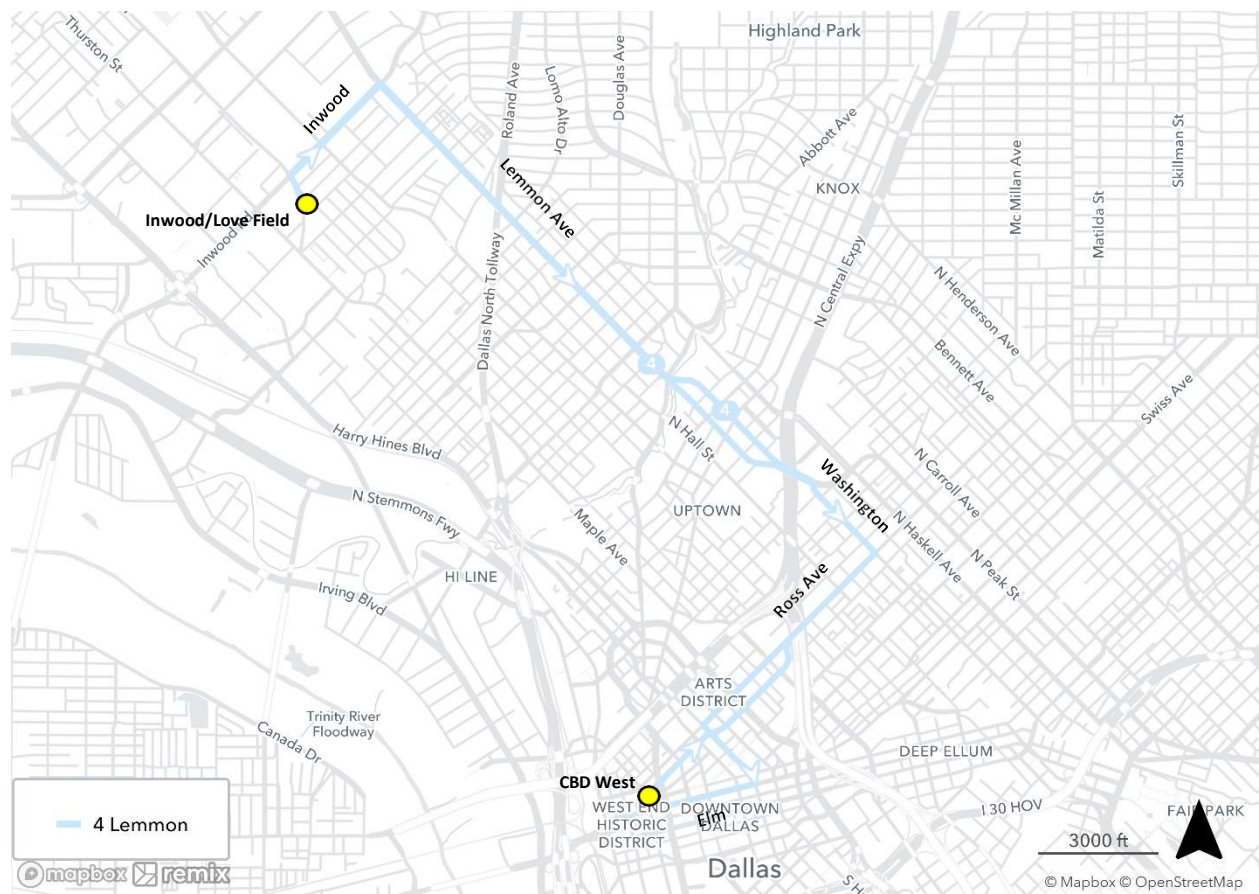 Highland Park
Thurston St
Roland Ave
Lomo Alto Dr
Douglas Ave
Inwood
Abbott Ave
Mc Millan Ave
Skillman St
Matilda St
KNOX
Lemmon Ave
Inwood/Love Field
Inwood Rd
N Central Expy
N Henderson Ave
Dallas North Tollway
Bennett Ave
Swiss Ave
4
4
N Hall St
Harry Hines Blvd
N Carroll Ave
Washington
N Stemmons Fwy
UPTOWN
N Haskell Ave
Maple Ave
N Peak St
HI LINE
Irving Blvd
Ross Ave
ARTS
DISTRICT
Trinity River
Floodway
Canada Dr
DEEP ELLUM
CBD West
WEST END
HISTORIC
DISTRICT
DOWNTOWN
DALLAS
Elm
I 30 HOV
FAIR PARK
4 Lemmon
3000 ft
Dallas
S H
mapbox remix
© Mapbox © OpenStreetMap